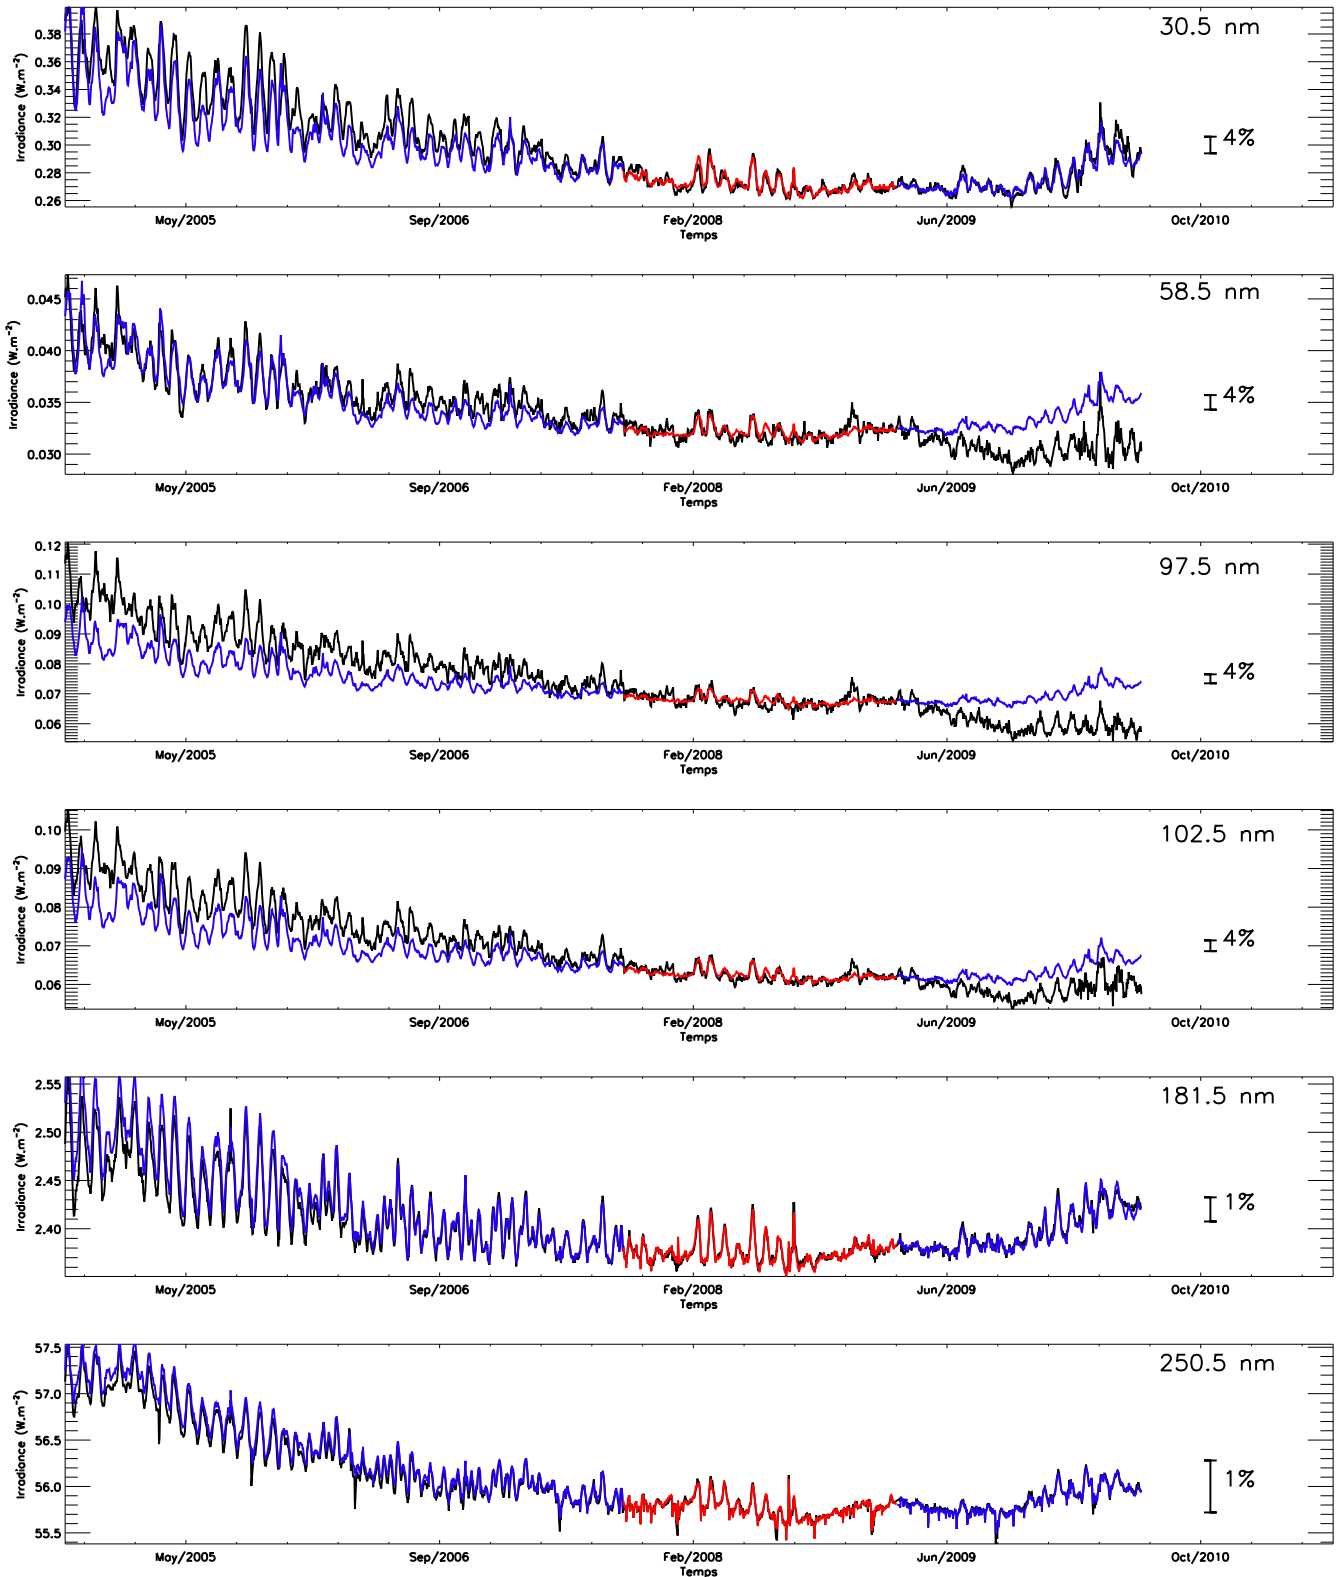 30.5 nm
Irradiance (W.m⁻²)
0.38
0.36
0.34
0.32
0.30
0.28
0.26
4%
May/2005 Sep/2006 Feb/2008 Jun/2009 Oct/2010
Temps
58.5 nm
Irradiance (W.m⁻²)
0.045
0.040
0.035
0.030
4%
May/2005 Sep/2006 Feb/2008 Jun/2009 Oct/2010
Temps
97.5 nm
Irradiance (W.m⁻²)
0.12
0.11
0.10
0.09
0.08
0.07
0.06
4%
May/2005 Sep/2006 Feb/2008 Jun/2009 Oct/2010
Temps
102.5 nm
Irradiance (W.m⁻²)
0.10
0.09
0.08
0.07
0.06
4%
May/2005 Sep/2006 Feb/2008 Jun/2009 Oct/2010
Temps
181.5 nm
Irradiance (W.m⁻²)
2.55
2.50
2.45
2.40
1%
May/2005 Sep/2006 Feb/2008 Jun/2009 Oct/2010
Temps
250.5 nm
Irradiance (W.m⁻²)
57.5
57.0
56.5
56.0
55.5
1%
May/2005 Sep/2006 Feb/2008 Jun/2009 Oct/2010
Temps